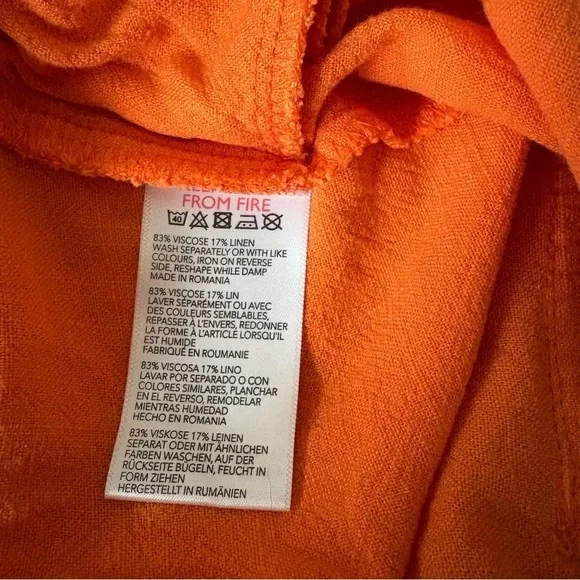 FROM FIRE
40
83% VISCOSE 17% LINEN
WASH SEPARATELY OR WITH LIKE
COLOURS, IRON ON REVERSE
SIDE, RESHAPE WHILE DAMP
MADE IN ROMANIA
83% VISCOSE 17% LIN
LAVER SÉPARÉMENT OU AVEC
DES COULEURS SEMBLABLES,
REPASSER À L'ENVERS, REDONNER
LA FORME À L'ARTICLE LORSQU'IL
EST HUMIDE
FABRIQUÉ EN ROUMANIE
83% VISCOSA 17% LINO
LAVAR POR SEPARADO O CON
COLORES SIMILARES, PLANCHAR
EN EL REVERSO, REMODELAR
MIENTRAS HUMEDAD
HECHO EN ROMANIA
83% VISKOSE 17% LEINEN
SEPARAT ODER MIT ÄHNLICHEN
FARBEN WASCHEN, AUF DER
RÜCKSEITE BÜGELN, FEUCHT IN
FORM ZIEHEN
HERGESTELLT IN RUMÄNIEN